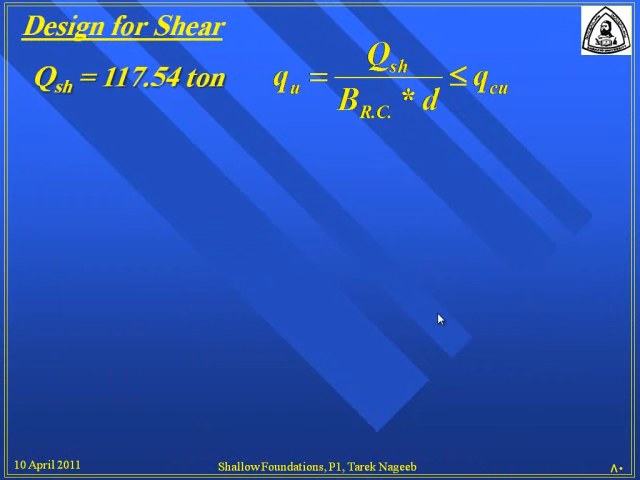 Design for Shear
Qsh = 117.54 ton
qu = Qsh / BR.C. * d ≤ qcu
10 April 2011
Shallow Foundations, P1, Tarek Nageeb
٨٠